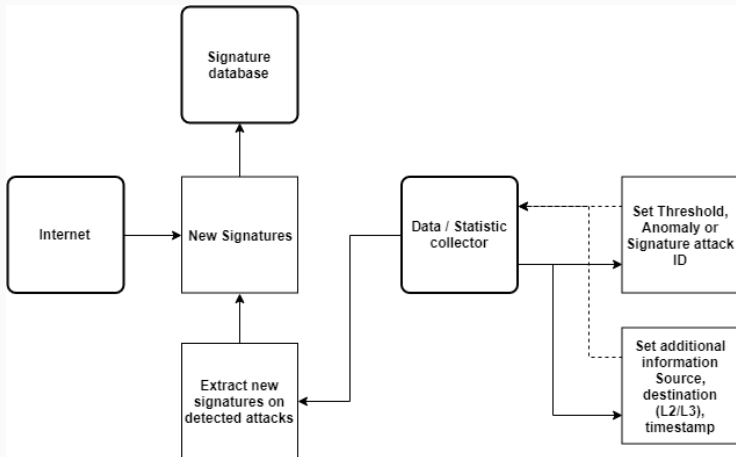 Signature
database
Internet
New Signatures
Data / Statistic
collector
Set Threshold,
Anomaly or
Signature attack
ID
Extract new
signatures on
detected attacks
Set additional
information
Source,
destination
(L2/L3),
timestamp